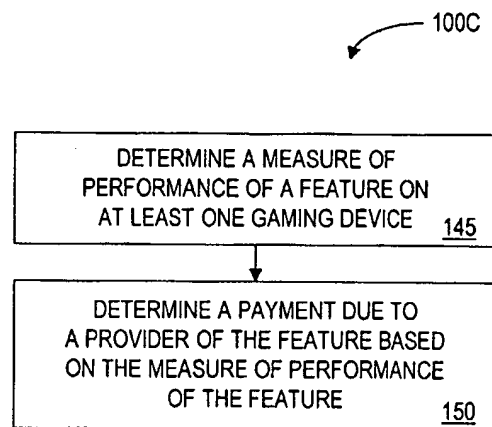 100C
DETERMINE A MEASURE OF
PERFORMANCE OF A FEATURE ON
AT LEAST ONE GAMING DEVICE
145
DETERMINE A PAYMENT DUE TO
A PROVIDER OF THE FEATURE BASED
ON THE MEASURE OF PERFORMANCE
OF THE FEATURE
150